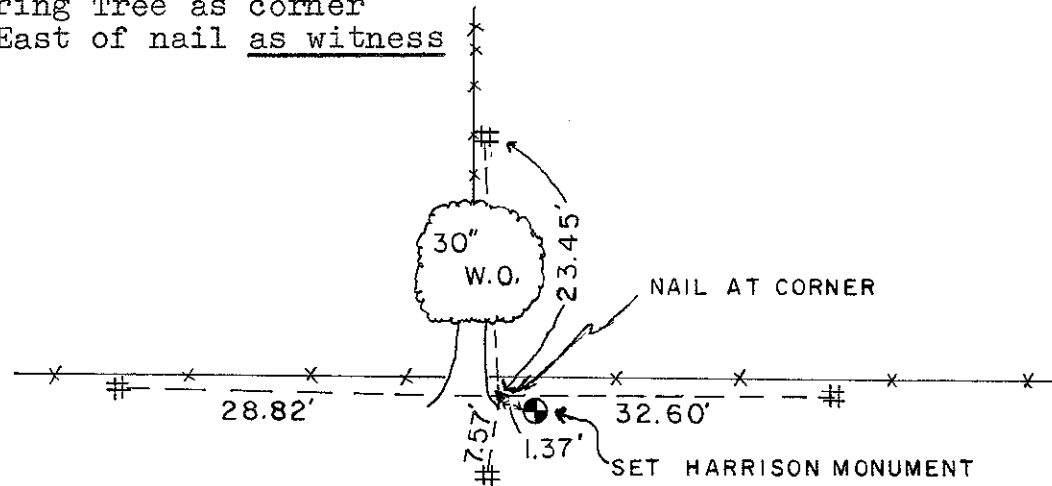 ring Tree as corner
East of nail as witness
30"
W.O.
23.45'
NAIL AT CORNER
28.82'
32.60'
7.57'
1.37'
SET HARRISON MONUMENT